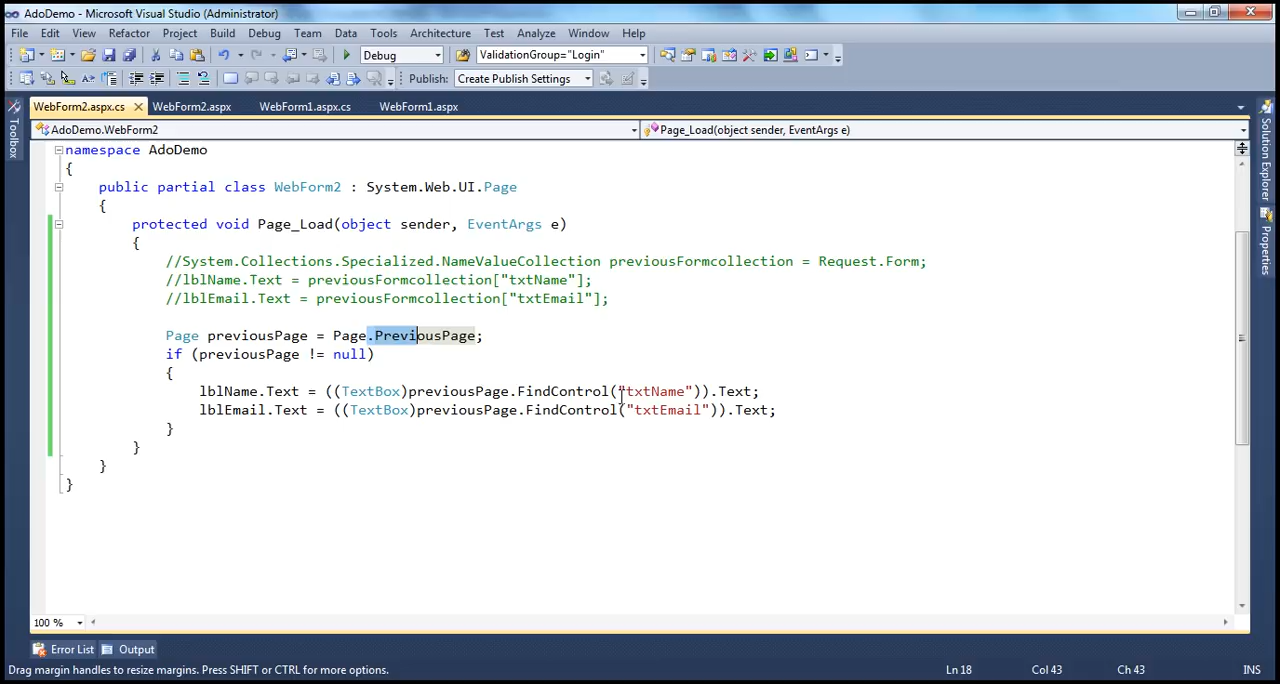 AdoDemo - Microsoft Visual Studio (Administrator)
File Edit View Refactor Project Build Debug Team Data Tools Architecture Test Analyze Window Help
Debug ValidationGroup="Login"
Publish: Create Publish Settings
WebForm2.aspx.cs WebForm2.aspx WebForm1.aspx.cs WebForm1.aspx
AdoDemo.WebForm2 Page_Load(object sender, EventArgs e)
Toolbox
Solution Explorer
Properties
namespace AdoDemo
{
public partial class WebForm2 : System.Web.UI.Page
{
protected void Page_Load(object sender, EventArgs e)
{
//System.Collections.Specialized.NameValueCollection previousFormcollection = Request.Form;
//lblName.Text = previousFormcollection["txtName"];
//lblEmail.Text = previousFormcollection["txtEmail"];
Page previousPage = Page.PreviousPage;
if (previousPage != null)
{
lblName.Text = ((TextBox)previousPage.FindControl("txtName")).Text;
lblEmail.Text = ((TextBox)previousPage.FindControl("txtEmail")).Text;
}
}
}
}
100 %
Error List Output
Drag margin handles to resize margins. Press SHIFT or CTRL for more options. Ln 18 Col 43 Ch 43 INS